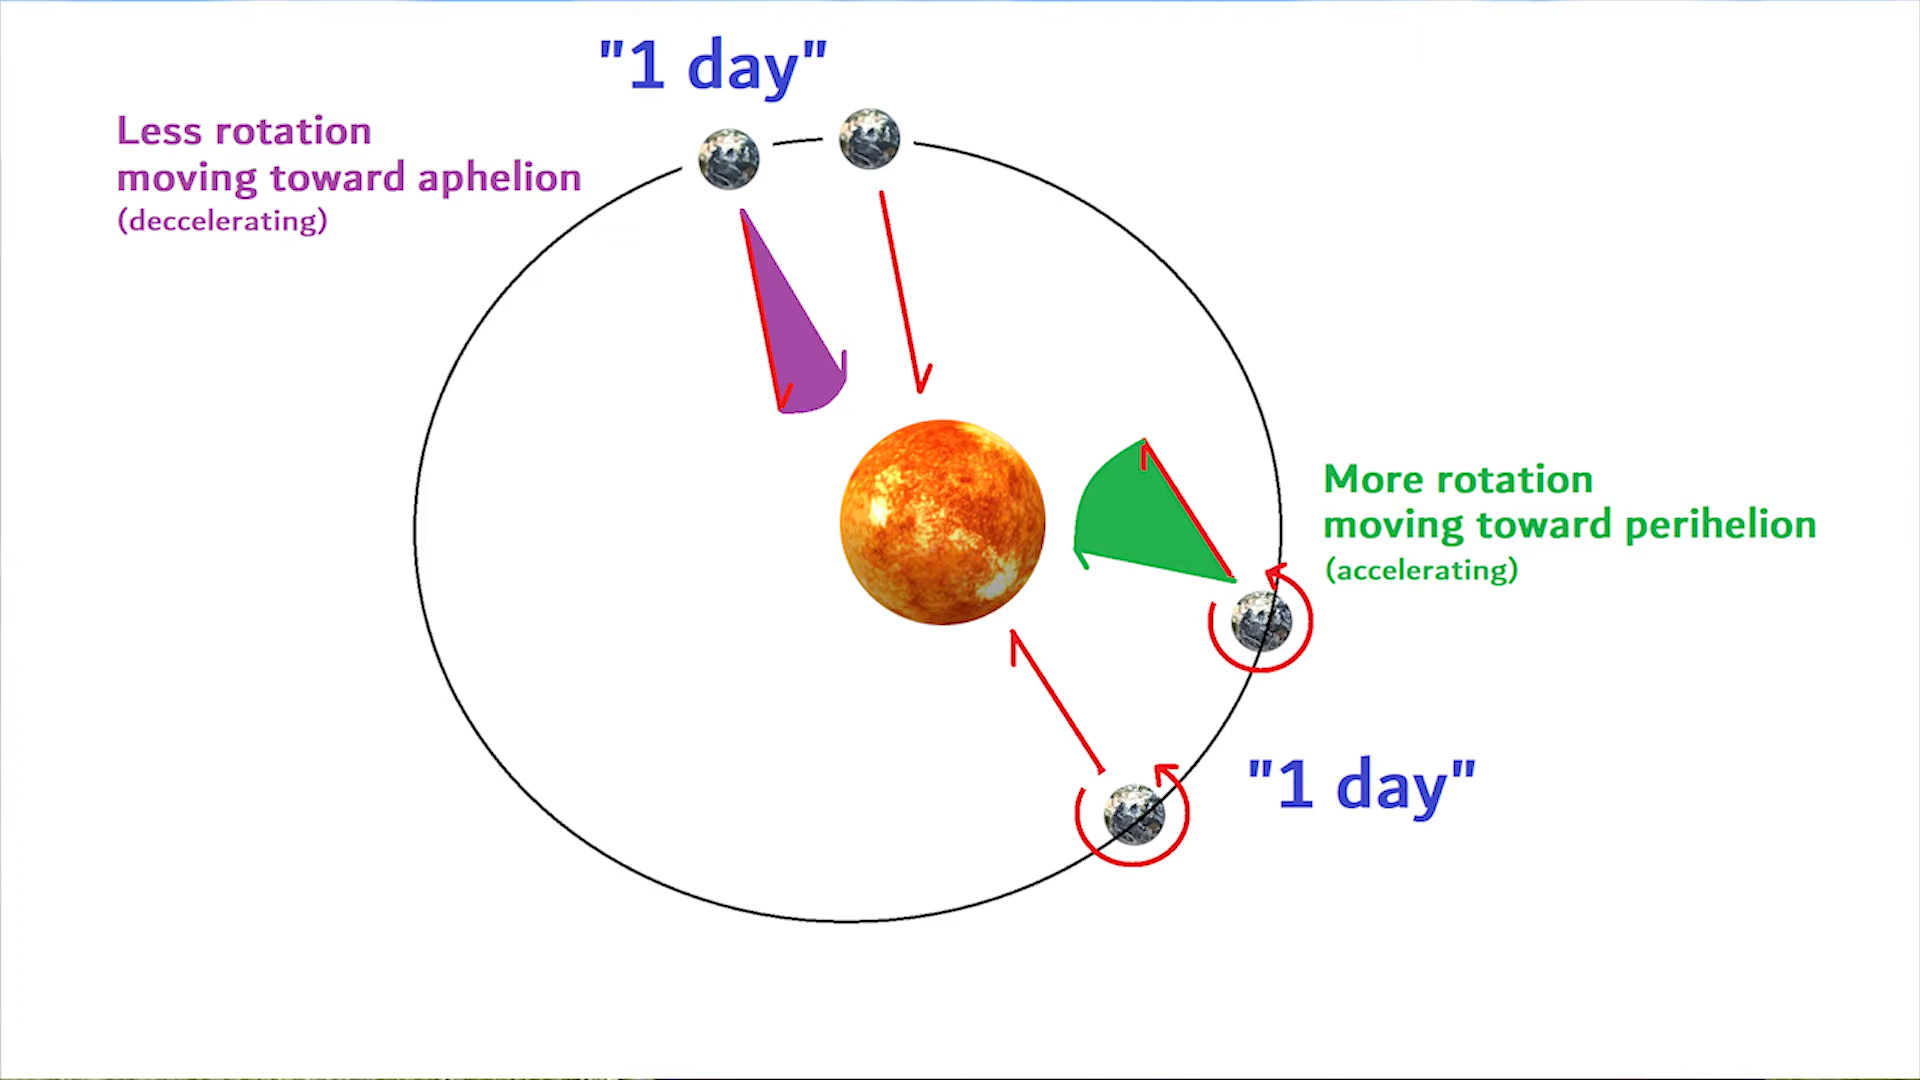 "1 day"
Less rotation
moving toward aphelion
(deccelerating)
More rotation
moving toward perihelion
(accelerating)
"1 day"